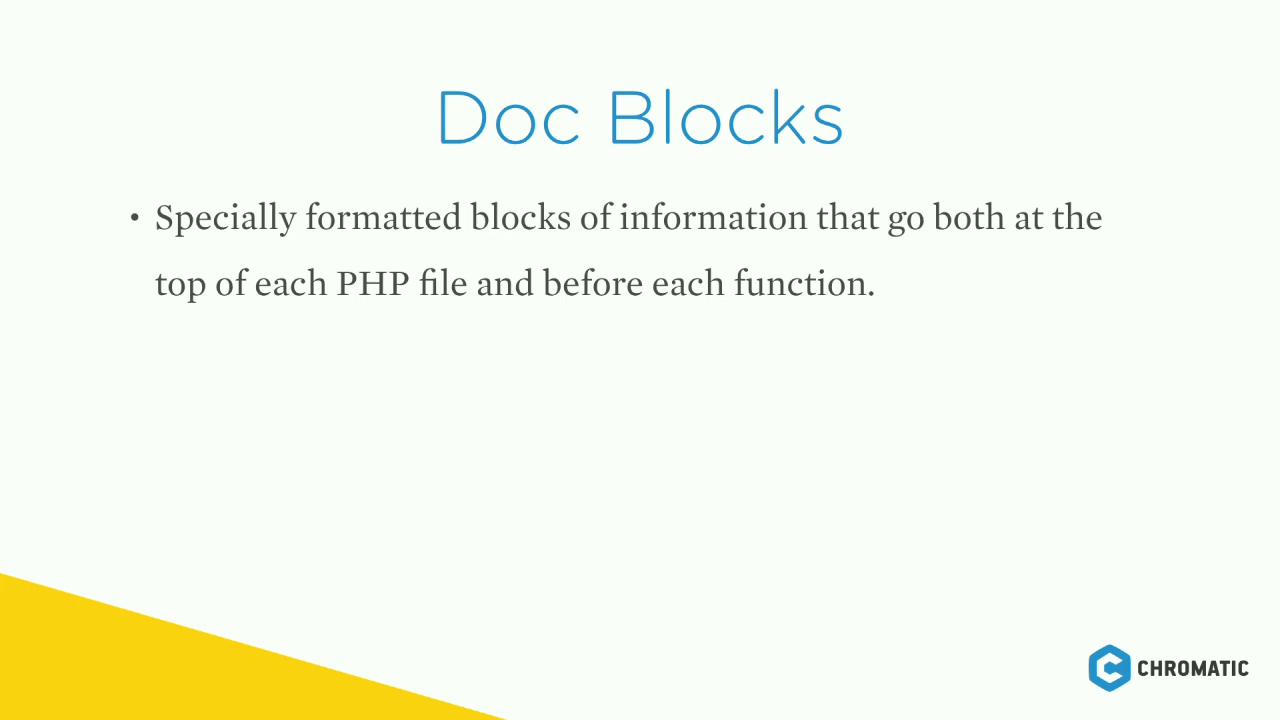 Doc Blocks
• Specially formatted blocks of information that go both at the
top of each PHP file and before each function.
CHROMATIC